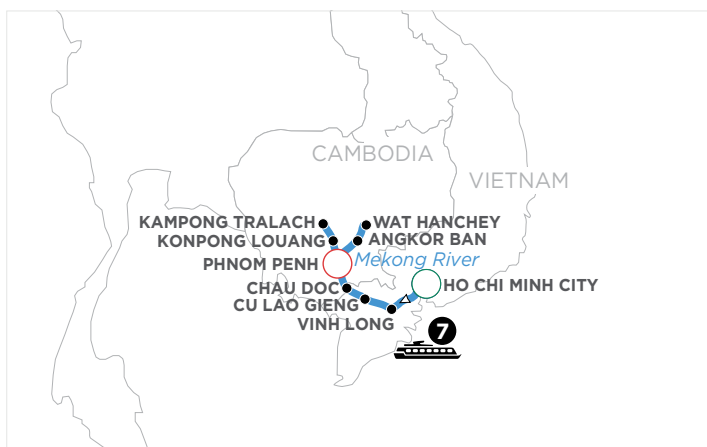 CAMBODIA
VIETNAM
KAMPONG TRALACH
WAT HANCHEY
KONPONG LOUANG
ANGKOR BAN
PHNOM PENH
Mekong River
CHAU DOC
HO CHI MINH CITY
CU LAO GIENG
VINH LONG
7